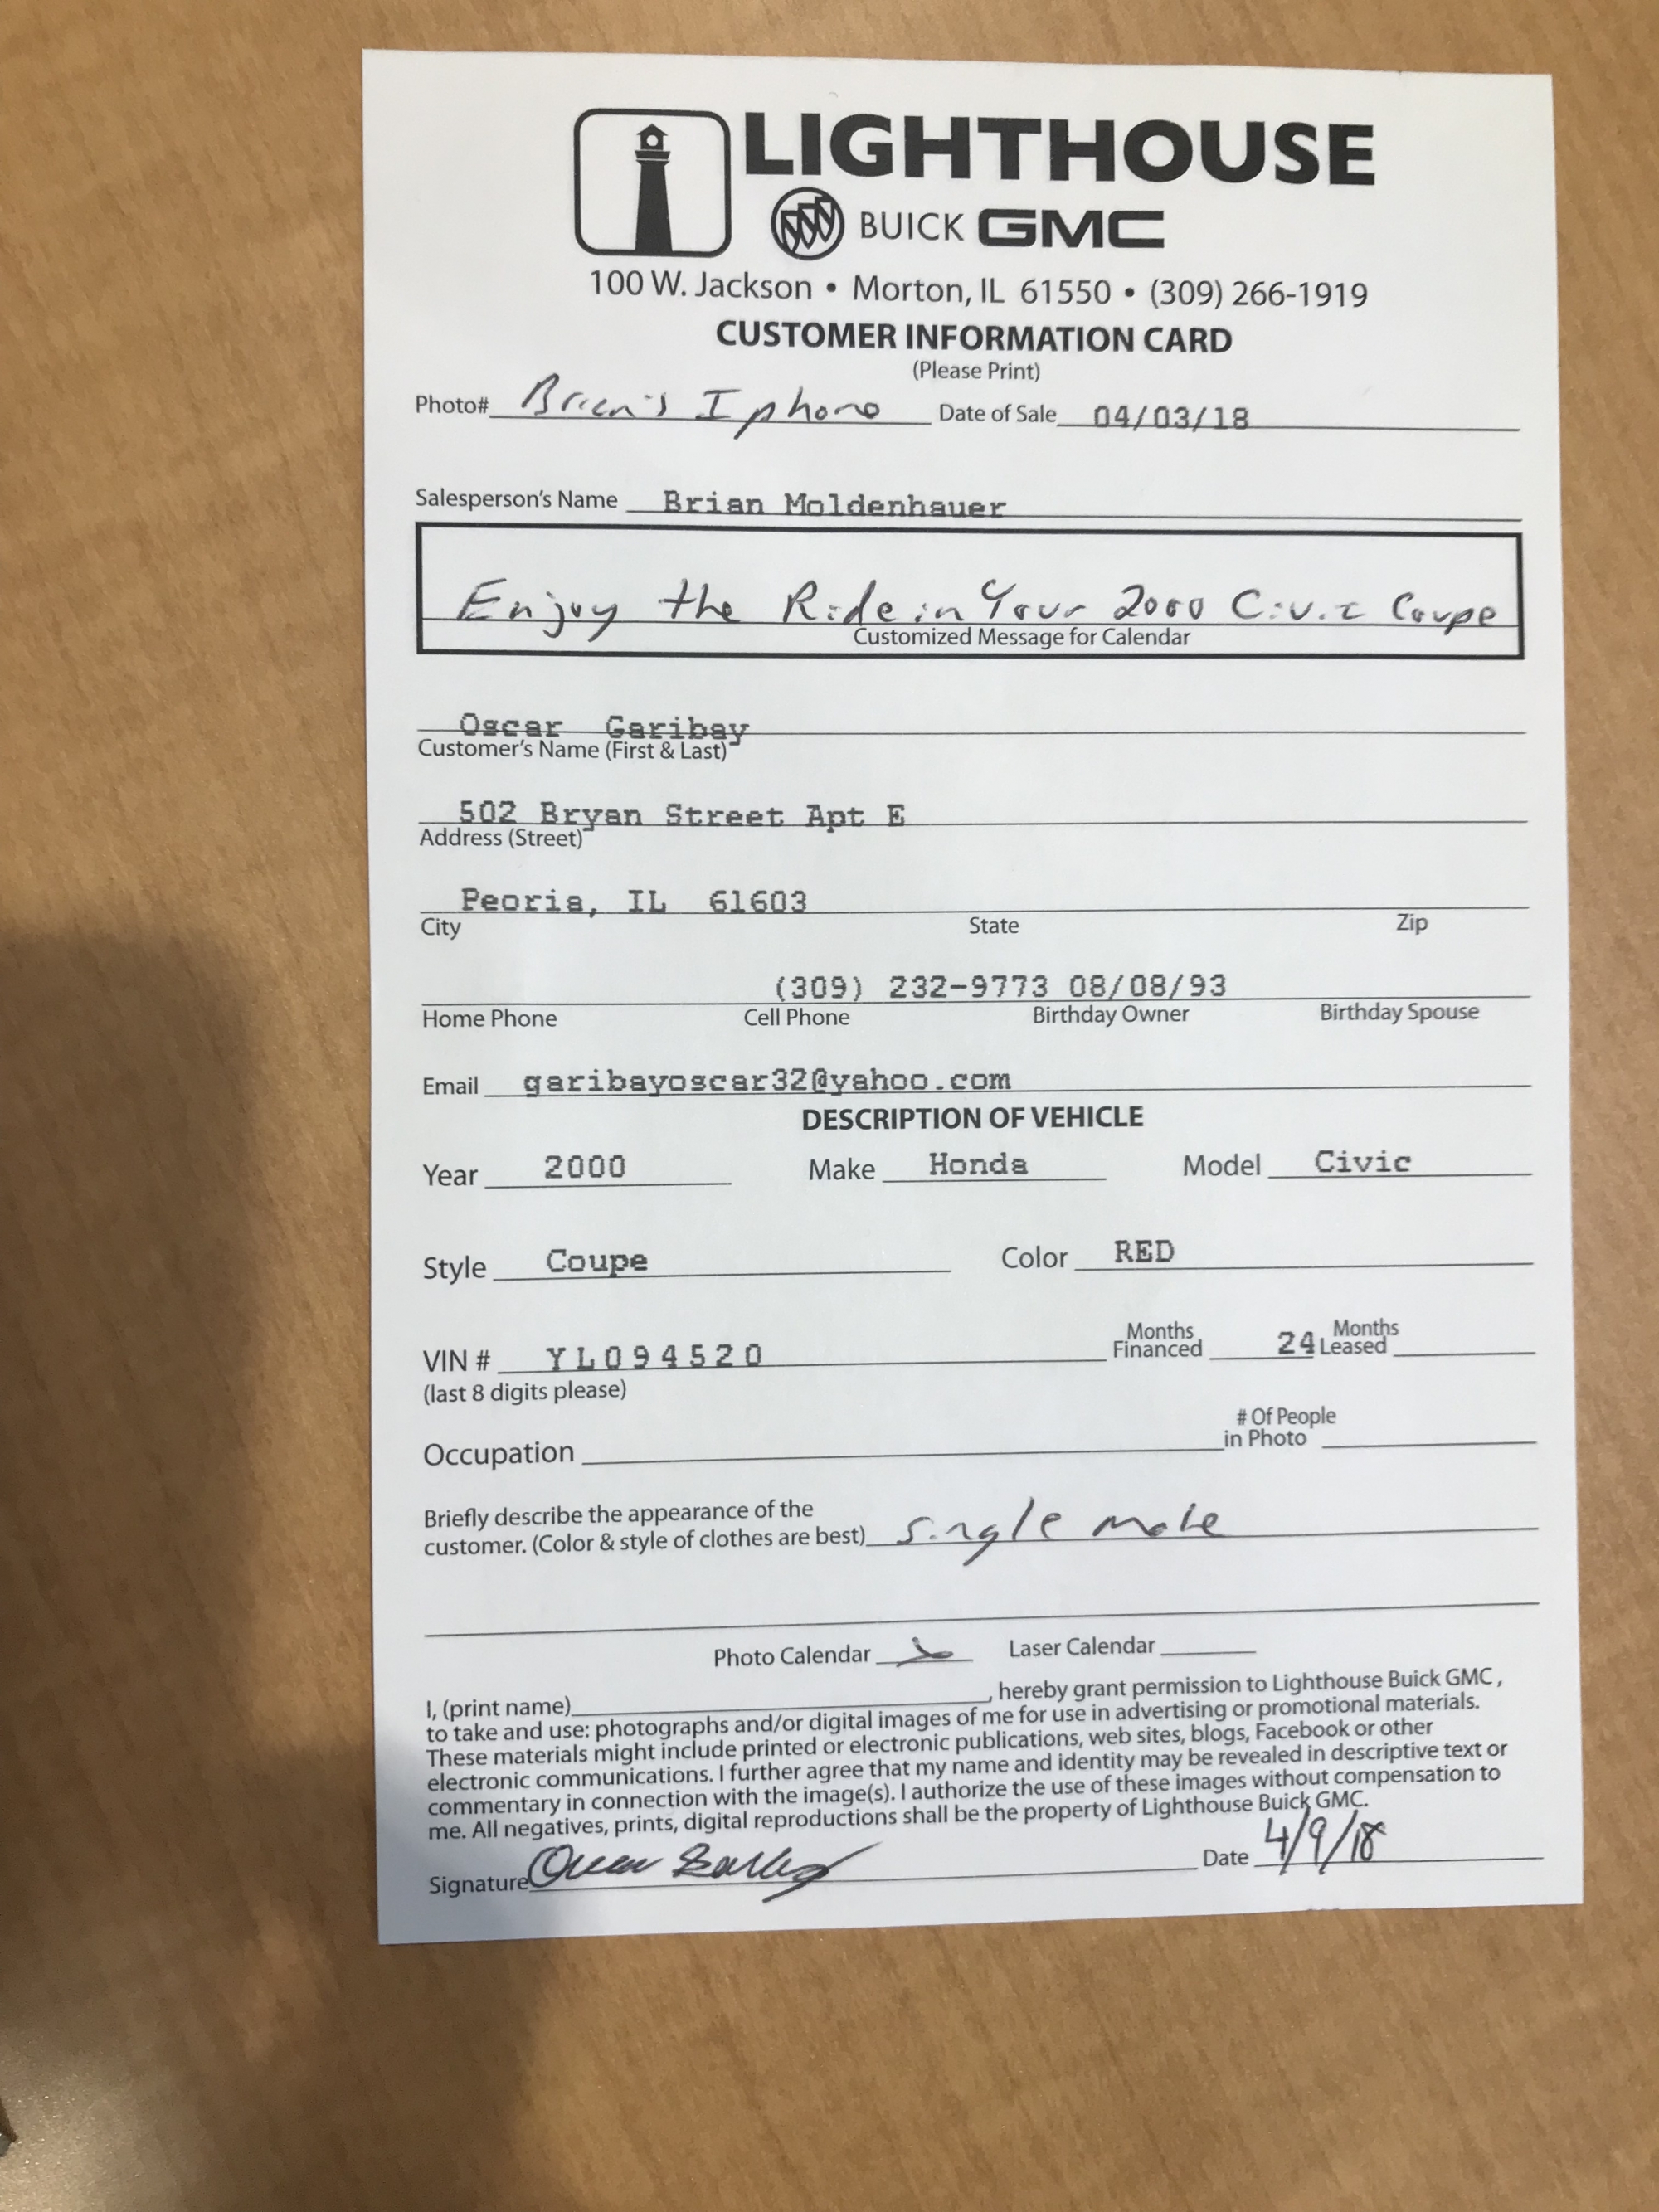 LIGHTHOUSE
BUICK GMC
100 W. Jackson • Morton, IL 61550 • (309) 266-1919
CUSTOMER INFORMATION CARD
(Please Print)
Photo# Brien's Iphone Date of Sale 04/03/18
Salesperson's Name Brian Moldenhauer
Enjoy the Ride in Your 2000 Civic Coupe
Customized Message for Calendar
Oscar Garibay
Customer's Name (First & Last)
502 Bryan Street Apt E
Address (Street)
Peoria, IL 61603
City State Zip
(309) 232-9773 08/08/93
Home Phone Cell Phone Birthday Owner Birthday Spouse
Email garibayoscar32@yahoo.com
DESCRIPTION OF VEHICLE
Year 2000 Make Honda Model Civic
Style Coupe Color RED
VIN # YL094520 Months Financed 24 Months Leased
(last 8 digits please)
Occupation # Of People in Photo
Briefly describe the appearance of the
customer. (Color & style of clothes are best) single male
Photo Calendar Laser Calendar
I, (print name) , hereby grant permission to Lighthouse Buick GMC ,
to take and use: photographs and/or digital images of me for use in advertising or promotional materials.
These materials might include printed or electronic publications, web sites, blogs, Facebook or other
electronic communications. I further agree that my name and identity may be revealed in descriptive text or
commentary in connection with the image(s). I authorize the use of these images without compensation to
me. All negatives, prints, digital reproductions shall be the property of Lighthouse Buick GMC.
Signature Date 4/9/18